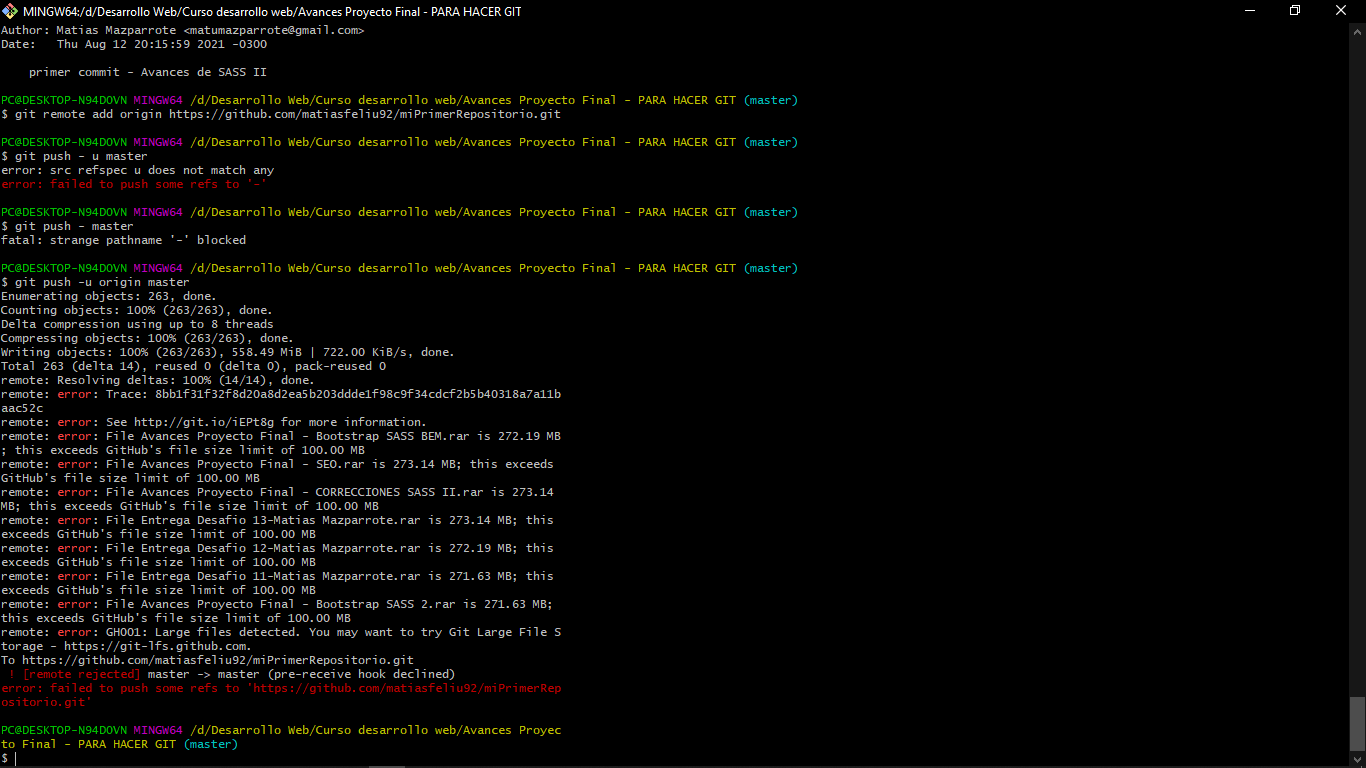 MINGW64:/d/Desarrollo Web/Curso desarrollo web/Avances Proyecto Final - PARA HACER GIT
Author: Matias Mazparrote <matumazparrote@gmail.com>
Date:   Thu Aug 12 20:15:59 2021 -0300
    primer commit - Avances de SASS II
PC@DESKTOP-N94DOVN MINGW64 /d/Desarrollo Web/Curso desarrollo web/Avances Proyecto Final - PARA HACER GIT (master)
$ git remote add origin https://github.com/matiasfeliu92/miPrimerRepositorio.git
PC@DESKTOP-N94DOVN MINGW64 /d/Desarrollo Web/Curso desarrollo web/Avances Proyecto Final - PARA HACER GIT (master)
$ git push - u master
error: src refspec u does not match any
error: failed to push some refs to '-'
PC@DESKTOP-N94DOVN MINGW64 /d/Desarrollo Web/Curso desarrollo web/Avances Proyecto Final - PARA HACER GIT (master)
$ git push - master
fatal: strange pathname '-' blocked
PC@DESKTOP-N94DOVN MINGW64 /d/Desarrollo Web/Curso desarrollo web/Avances Proyecto Final - PARA HACER GIT (master)
$ git push -u origin master
Enumerating objects: 263, done.
Counting objects: 100% (263/263), done.
Delta compression using up to 8 threads
Compressing objects: 100% (263/263), done.
Writing objects: 100% (263/263), 558.49 MiB | 722.00 KiB/s, done.
Total 263 (delta 14), reused 0 (delta 0), pack-reused 0
remote: Resolving deltas: 100% (14/14), done.
remote: error: Trace: 8bb1f31f32f8d20a8d2ea5b203ddde1f98c9f34cdcf2b5b40318a7a11b
aac52c
remote: error: See http://git.io/iEPt8g for more information.
remote: error: File Avances Proyecto Final - Bootstrap SASS BEM.rar is 272.19 MB
; this exceeds GitHub's file size limit of 100.00 MB
remote: error: File Avances Proyecto Final - SEO.rar is 273.14 MB; this exceeds
GitHub's file size limit of 100.00 MB
remote: error: File Avances Proyecto Final - CORRECCIONES SASS II.rar is 273.14
MB; this exceeds GitHub's file size limit of 100.00 MB
remote: error: File Entrega Desafio 13-Matias Mazparrote.rar is 273.14 MB; this
exceeds GitHub's file size limit of 100.00 MB
remote: error: File Entrega Desafio 12-Matias Mazparrote.rar is 272.19 MB; this
exceeds GitHub's file size limit of 100.00 MB
remote: error: File Entrega Desafio 11-Matias Mazparrote.rar is 271.63 MB; this
exceeds GitHub's file size limit of 100.00 MB
remote: error: File Avances Proyecto Final - Bootstrap SASS 2.rar is 271.63 MB;
this exceeds GitHub's file size limit of 100.00 MB
remote: error: GH001: Large files detected. You may want to try Git Large File S
torage - https://git-lfs.github.com.
To https://github.com/matiasfeliu92/miPrimerRepositorio.git
 ! [remote rejected] master -> master (pre-receive hook declined)
error: failed to push some refs to 'https://github.com/matiasfeliu92/miPrimerRep
ositorio.git'
PC@DESKTOP-N94DOVN MINGW64 /d/Desarrollo Web/Curso desarrollo web/Avances Proyec
to Final - PARA HACER GIT (master)
$